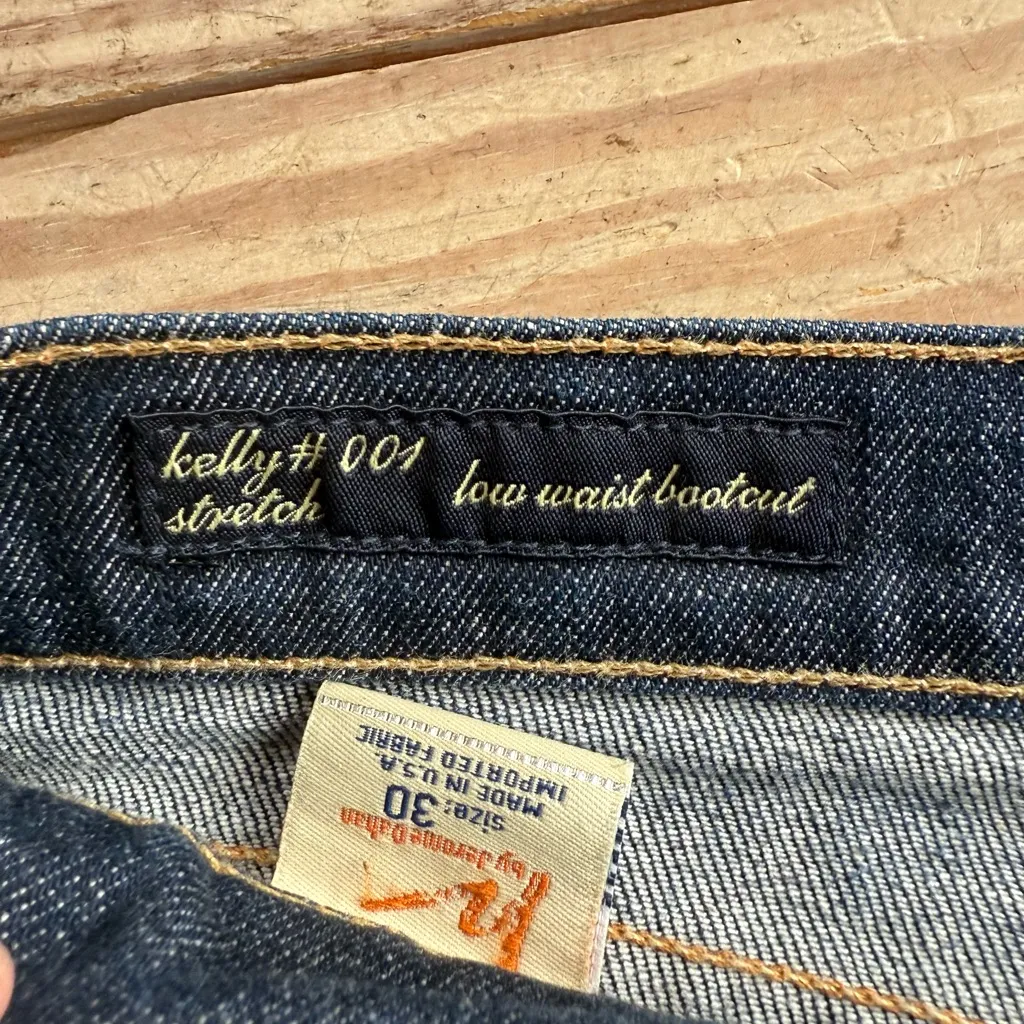 kelly # 001
stretch
low waist bootcut
by Jerome Dahan
size: 30
MADE IN U.S.A.
IMPORTED FABRIC